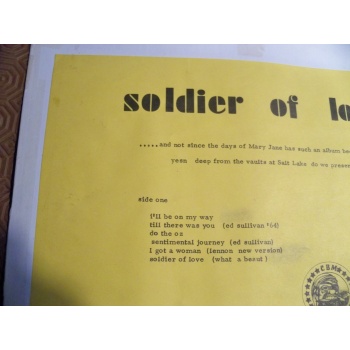 soldier of lo
.....and not since the days of Mary Jane has such an album be
yeen deep from the vaults at Salt Lake do we presen
side one
i'll be on my way
till there was you (ed sullivan '64)
do the oz
sentimental journey (ed sullivan)
i got a woman (lennon new version)
soldier of love (what a beaut)
CBM